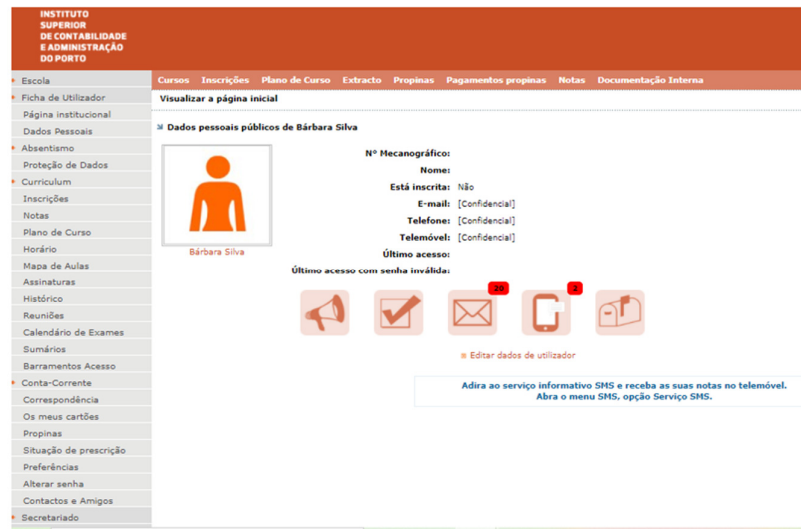 INSTITUTO
SUPERIOR
DE CONTABILIDADE
E ADMINISTRAÇÃO
DO PORTO
Escola
Ficha de Utilizador
Página institucional
Dados Pessoais
Absentismo
Proteção de Dados
Curriculum
Inscrições
Notas
Plano de Curso
Horário
Mapa de Aulas
Assinaturas
Histórico
Reuniões
Calendário de Exames
Sumários
Barramentos Acesso
Conta-Corrente
Correspondência
Os meus cartões
Propinas
Situação de prescrição
Preferências
Alterar senha
Contactos e Amigos
Secretariado
Cursos Inscrições Plano de Curso Extracto Propinas Pagamentos propinas Notas Documentação Interna
Visualizar a página inicial
Dados pessoais públicos de Bárbara Silva
Bárbara Silva
Nº Mecanográfico:
Nome:
Está inscrita: Não
E-mail: [Confidencial]
Telefone: [Confidencial]
Telemóvel: [Confidencial]
Último acesso:
Último acesso com senha inválida:
20
2
Editar dados de utilizador
Adira ao serviço informativo SMS e receba as suas notas no telemóvel.
Abra o menu SMS, opção Serviço SMS.